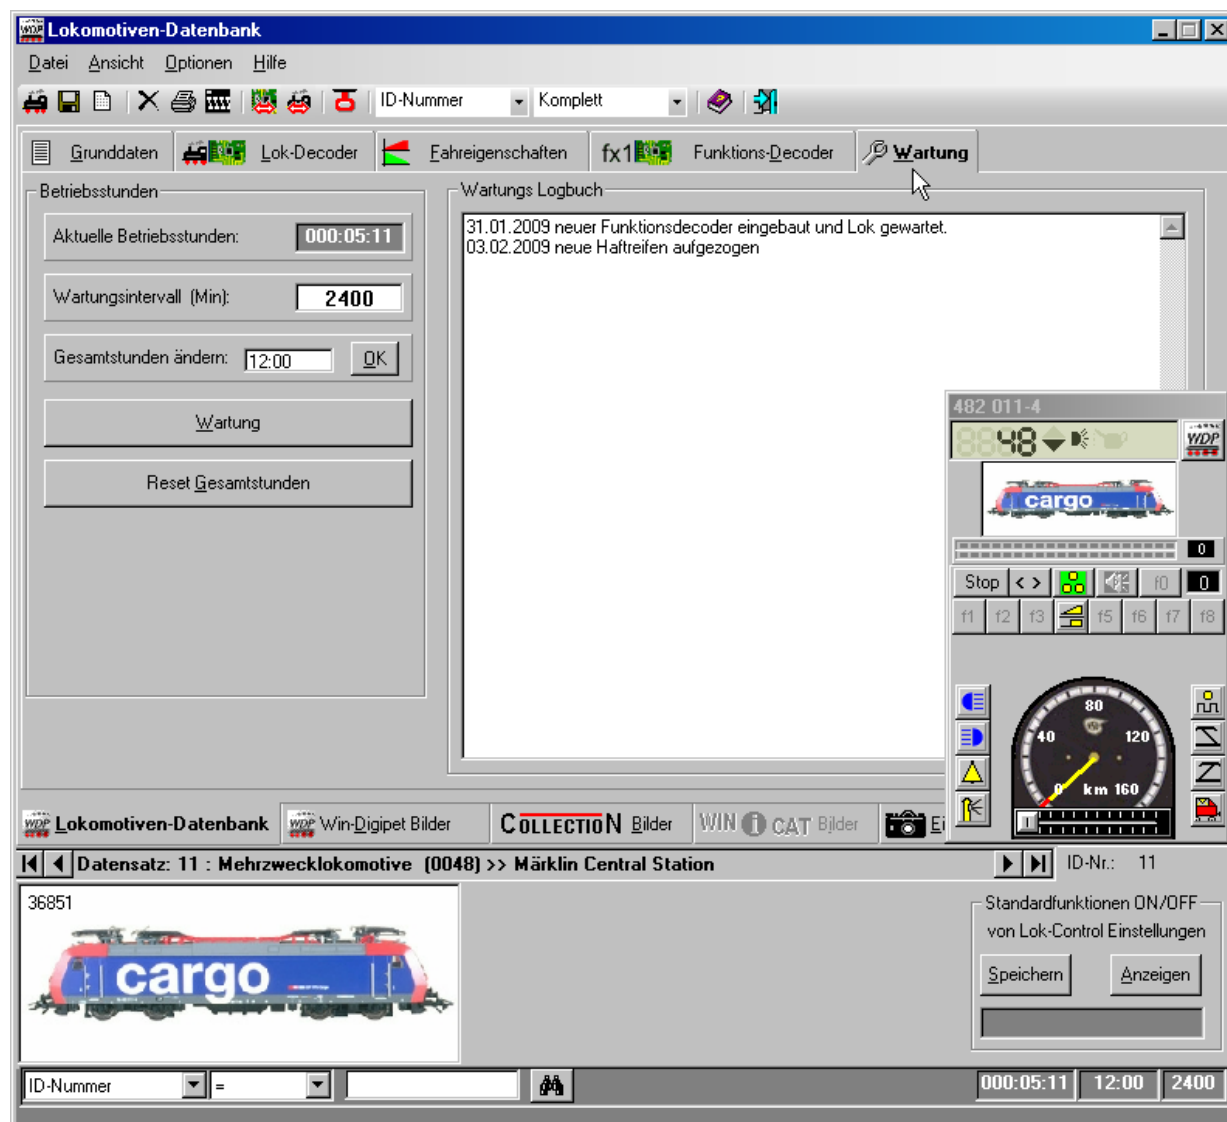 Lokomotiven-Datenbank
Datei Ansicht Optionen Hilfe
ID-Nummer Komplett
Grunddaten Lok-Decoder Fahreigenschaften fx1 Funktions-Decoder Wartung
Betriebsstunden
Aktuelle Betriebsstunden: 000:05:11
Wartungsintervall (Min): 2400
Gesamtstunden ändern: 12:00 OK
Wartung
Reset Gesamtstunden
Wartungs Logbuch
31.01.2009 neuer Funktionsdecoder eingebaut und Lok gewartet.
03.02.2009 neue Haftreifen aufgezogen
482 011-4
48
WDP
cargo
0
Stop < > f0 0
f1 f2 f3 f5 f6 f7 f8
80
40 120
0 km 160
Lokomotiven-Datenbank Win-Digipet Bilder COLLECTION Bilder WIN CAT Bilder Ei
Datensatz: 11 : Mehrzwecklokomotive (0048) >> Märklin Central Station ID-Nr.: 11
36851
cargo
Standardfunktionen ON/OFF
von Lok-Control Einstellungen
Speichern Anzeigen
ID-Nummer = 000:05:11 12:00 2400